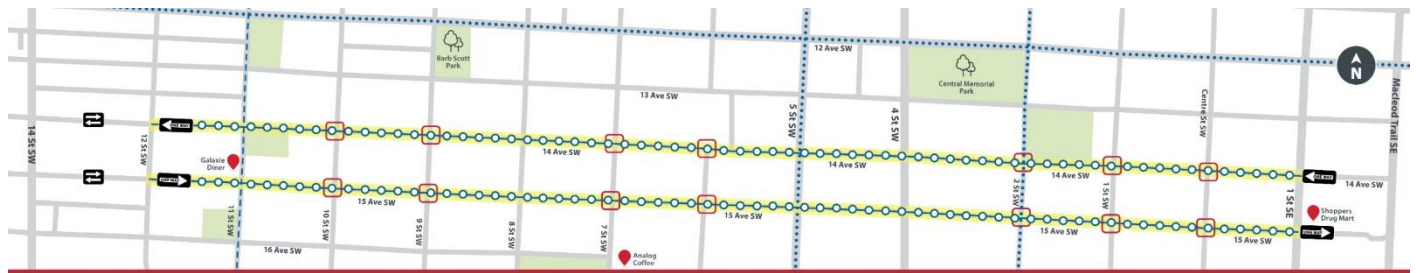 12 Ave SW
Barb Scott
Park
Central Memorial
Park
N
13 Ave SW
14 St SW
12 St SW
5 St SW
4 St SW
Centre St SW
Macleod Trail SE
ONE WAY
14 Ave SW
14 Ave SW
14 Ave SW
ONE WAY
14 Ave SW
Galaxie
Diner
ONE WAY
15 Ave SW
15 Ave SW
15 Ave SW
ONE WAY
15 Ave SW
2 St SW
1 St SW
1 St SE
Shoppers
Drug Mart
11 St SW
10 St SW
9 St SW
8 St SW
7 St SW
16 Ave SW
Analog
Coffee